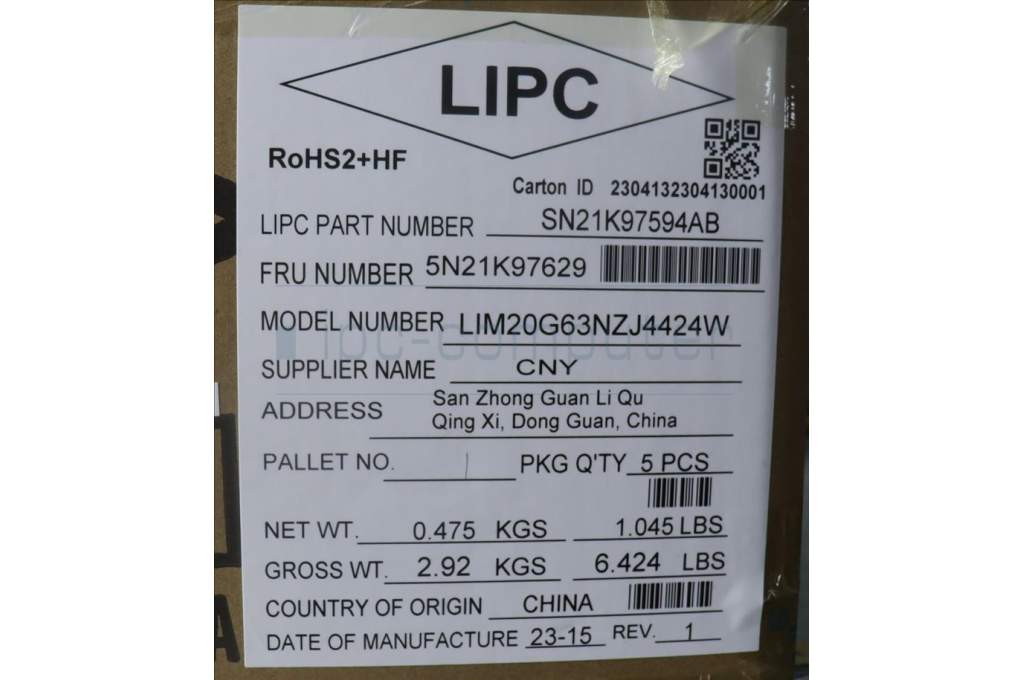 LIPC
RoHS2+HF
Carton ID 2304132304130001
LIPC PART NUMBER SN21K97594AB
FRU NUMBER 5N21K97629
MODEL NUMBER LIM20G63NZJ4424W
ipc-computer
SUPPLIER NAME CNY
ADDRESS San Zhong Guan Li Qu
Qing Xi, Dong Guan, China
PALLET NO. 1 PKG Q'TY 5 PCS
NET WT. 0.475 KGS 1.045 LBS
GROSS WT. 2.92 KGS 6.424 LBS
COUNTRY OF ORIGIN CHINA
DATE OF MANUFACTURE 23-15 REV. 1